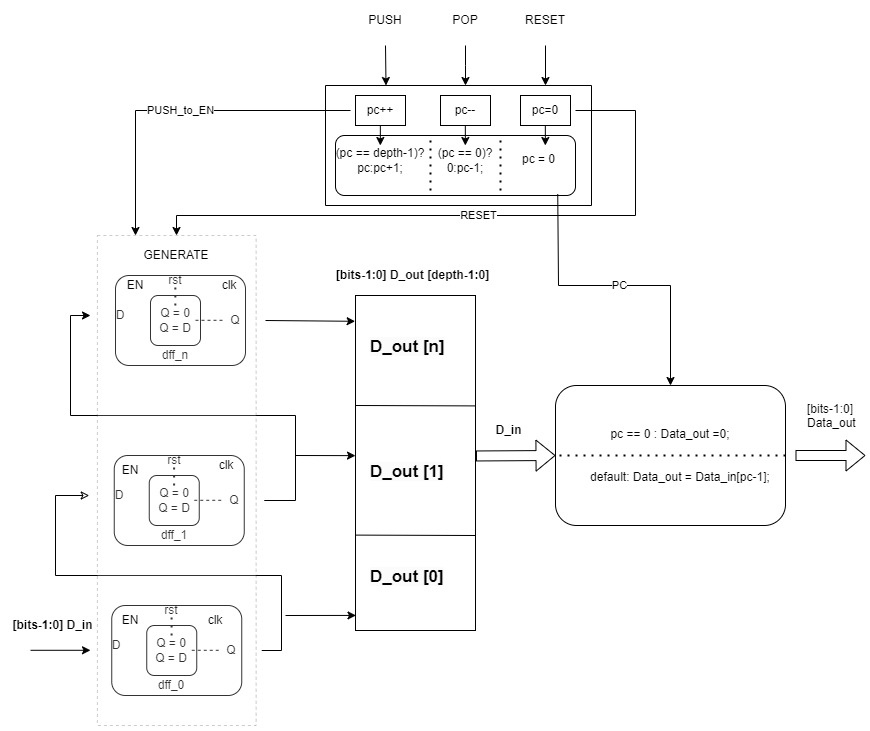 PUSH
POP
RESET
PUSH_to_EN
pc++
pc--
pc=0
(pc == depth-1)?
pc:pc+1;
(pc == 0)?
0:pc-1;
pc = 0
RESET
GENERATE
[bits-1:0] D_out [depth-1:0]
PC
EN
rst
clk
D
Q = 0
Q = D
Q
dff_n
D_out [n]
[bits-1:0]
Data_out
D_in
pc == 0 : Data_out =0;
default: Data_out = Data_in[pc-1];
EN
rst
clk
D
Q = 0
Q = D
Q
dff_1
D_out [1]
[bits-1:0] D_in
EN
rst
clk
D
Q = 0
Q = D
Q
dff_0
D_out [0]